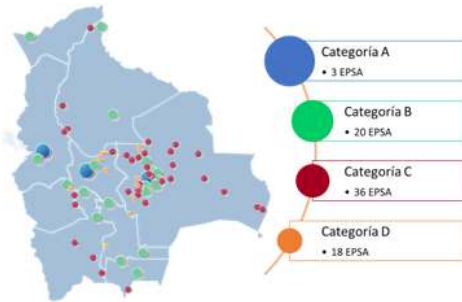 Categoría A
• 3 EPSA
Categoría B
• 20 EPSA
Categoría C
• 36 EPSA
Categoría D
• 18 EPSA